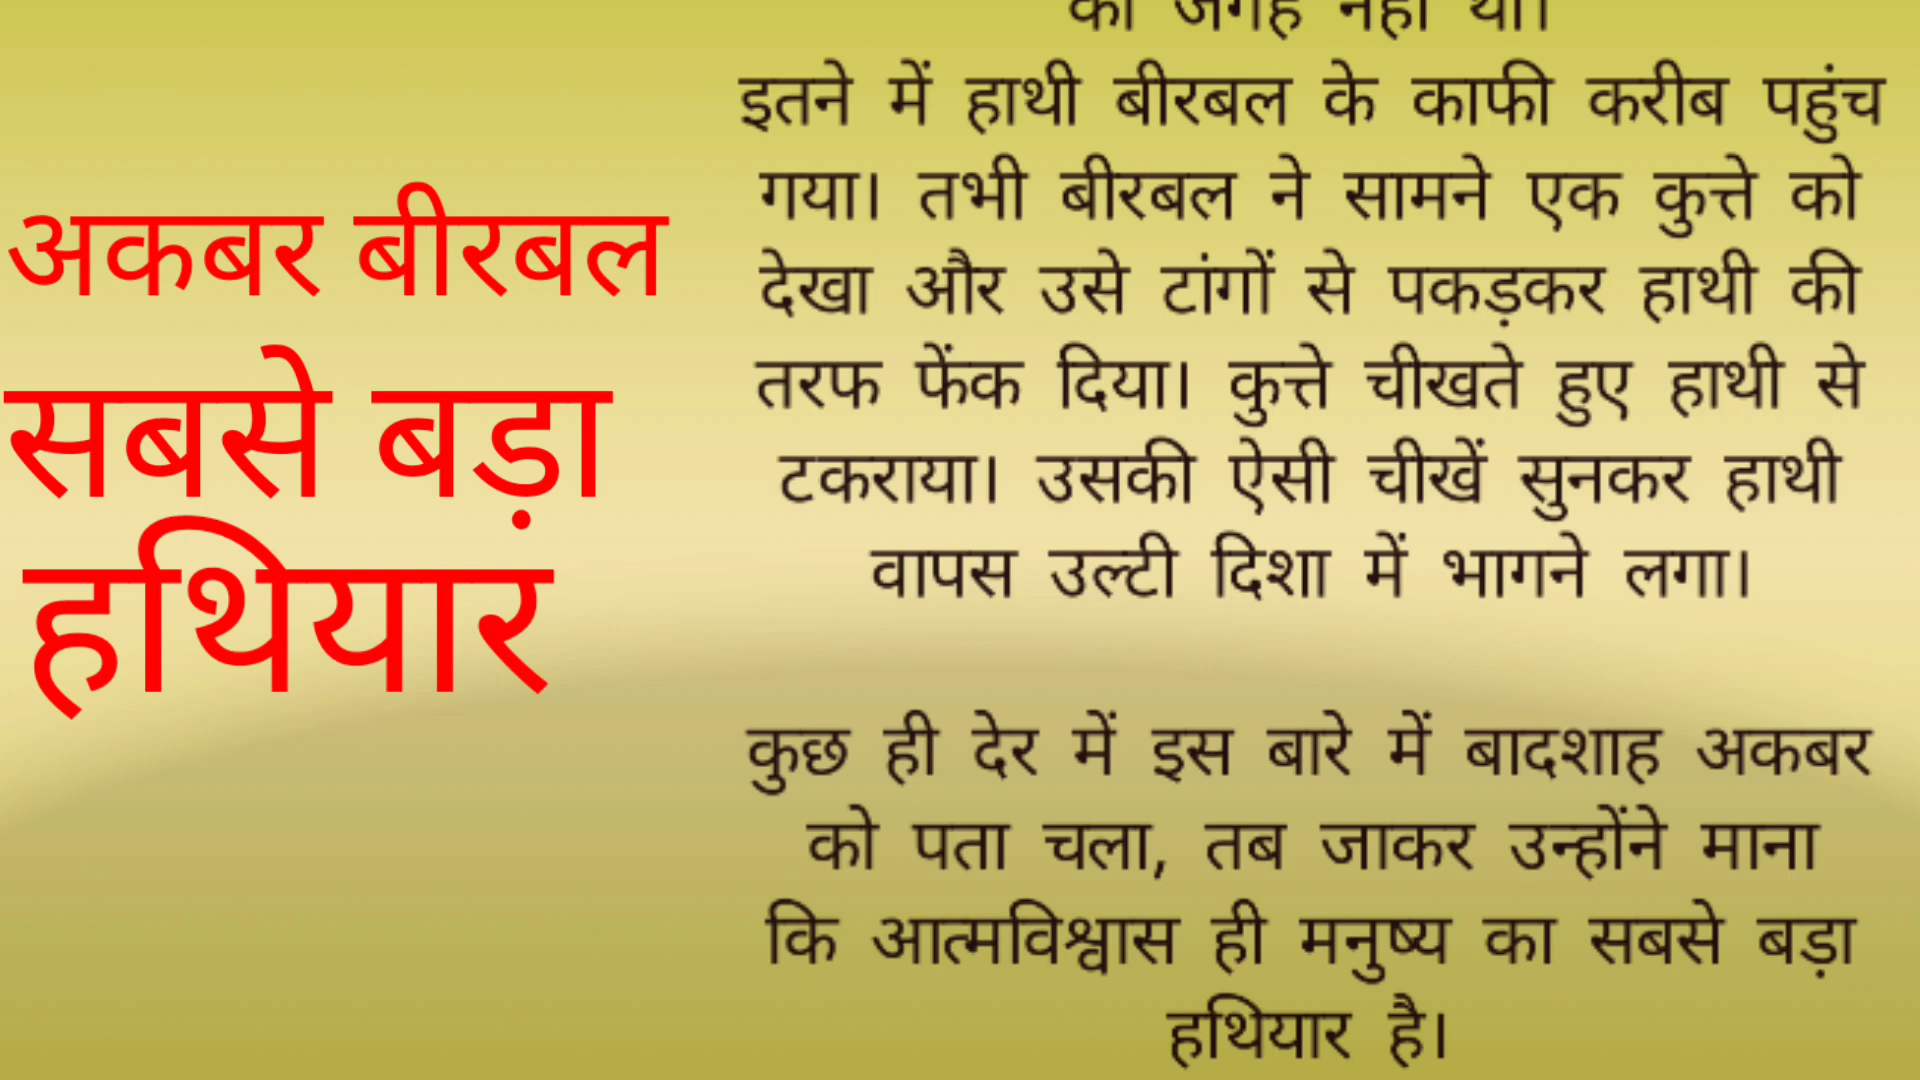 अकबर बीरबल
सबसे बड़ा
हथियार
की जगह नहीं थी।
इतने में हाथी बीरबल के काफी करीब पहुंच
गया। तभी बीरबल ने सामने एक कुत्ते को
देखा और उसे टांगों से पकड़कर हाथी की
तरफ फेंक दिया। कुत्ते चीखते हुए हाथी से
टकराया। उसकी ऐसी चीखें सुनकर हाथी
वापस उल्टी दिशा में भागने लगा।
कुछ ही देर में इस बारे में बादशाह अकबर
को पता चला, तब जाकर उन्होंने माना
कि आत्मविश्वास ही मनुष्य का सबसे बड़ा
हथियार है।